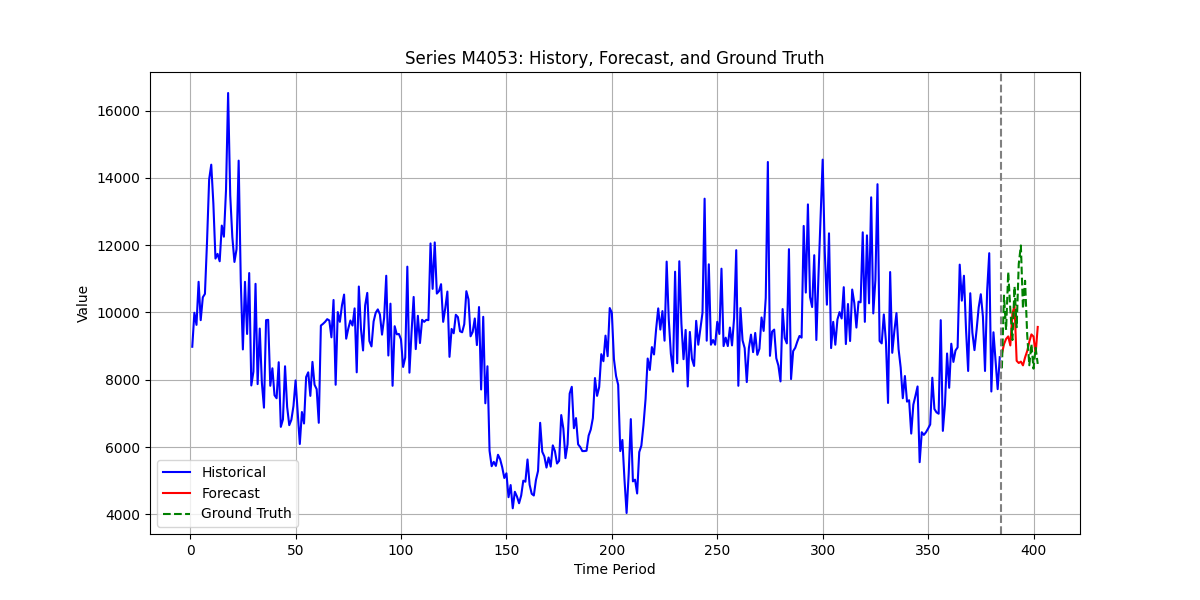 Series M4053: History, Forecast, and Ground Truth
Value
16000
14000
12000
10000
8000
6000
4000
Historical
Forecast
Ground Truth
0 50 100 150 200 250 300 350 400
Time Period